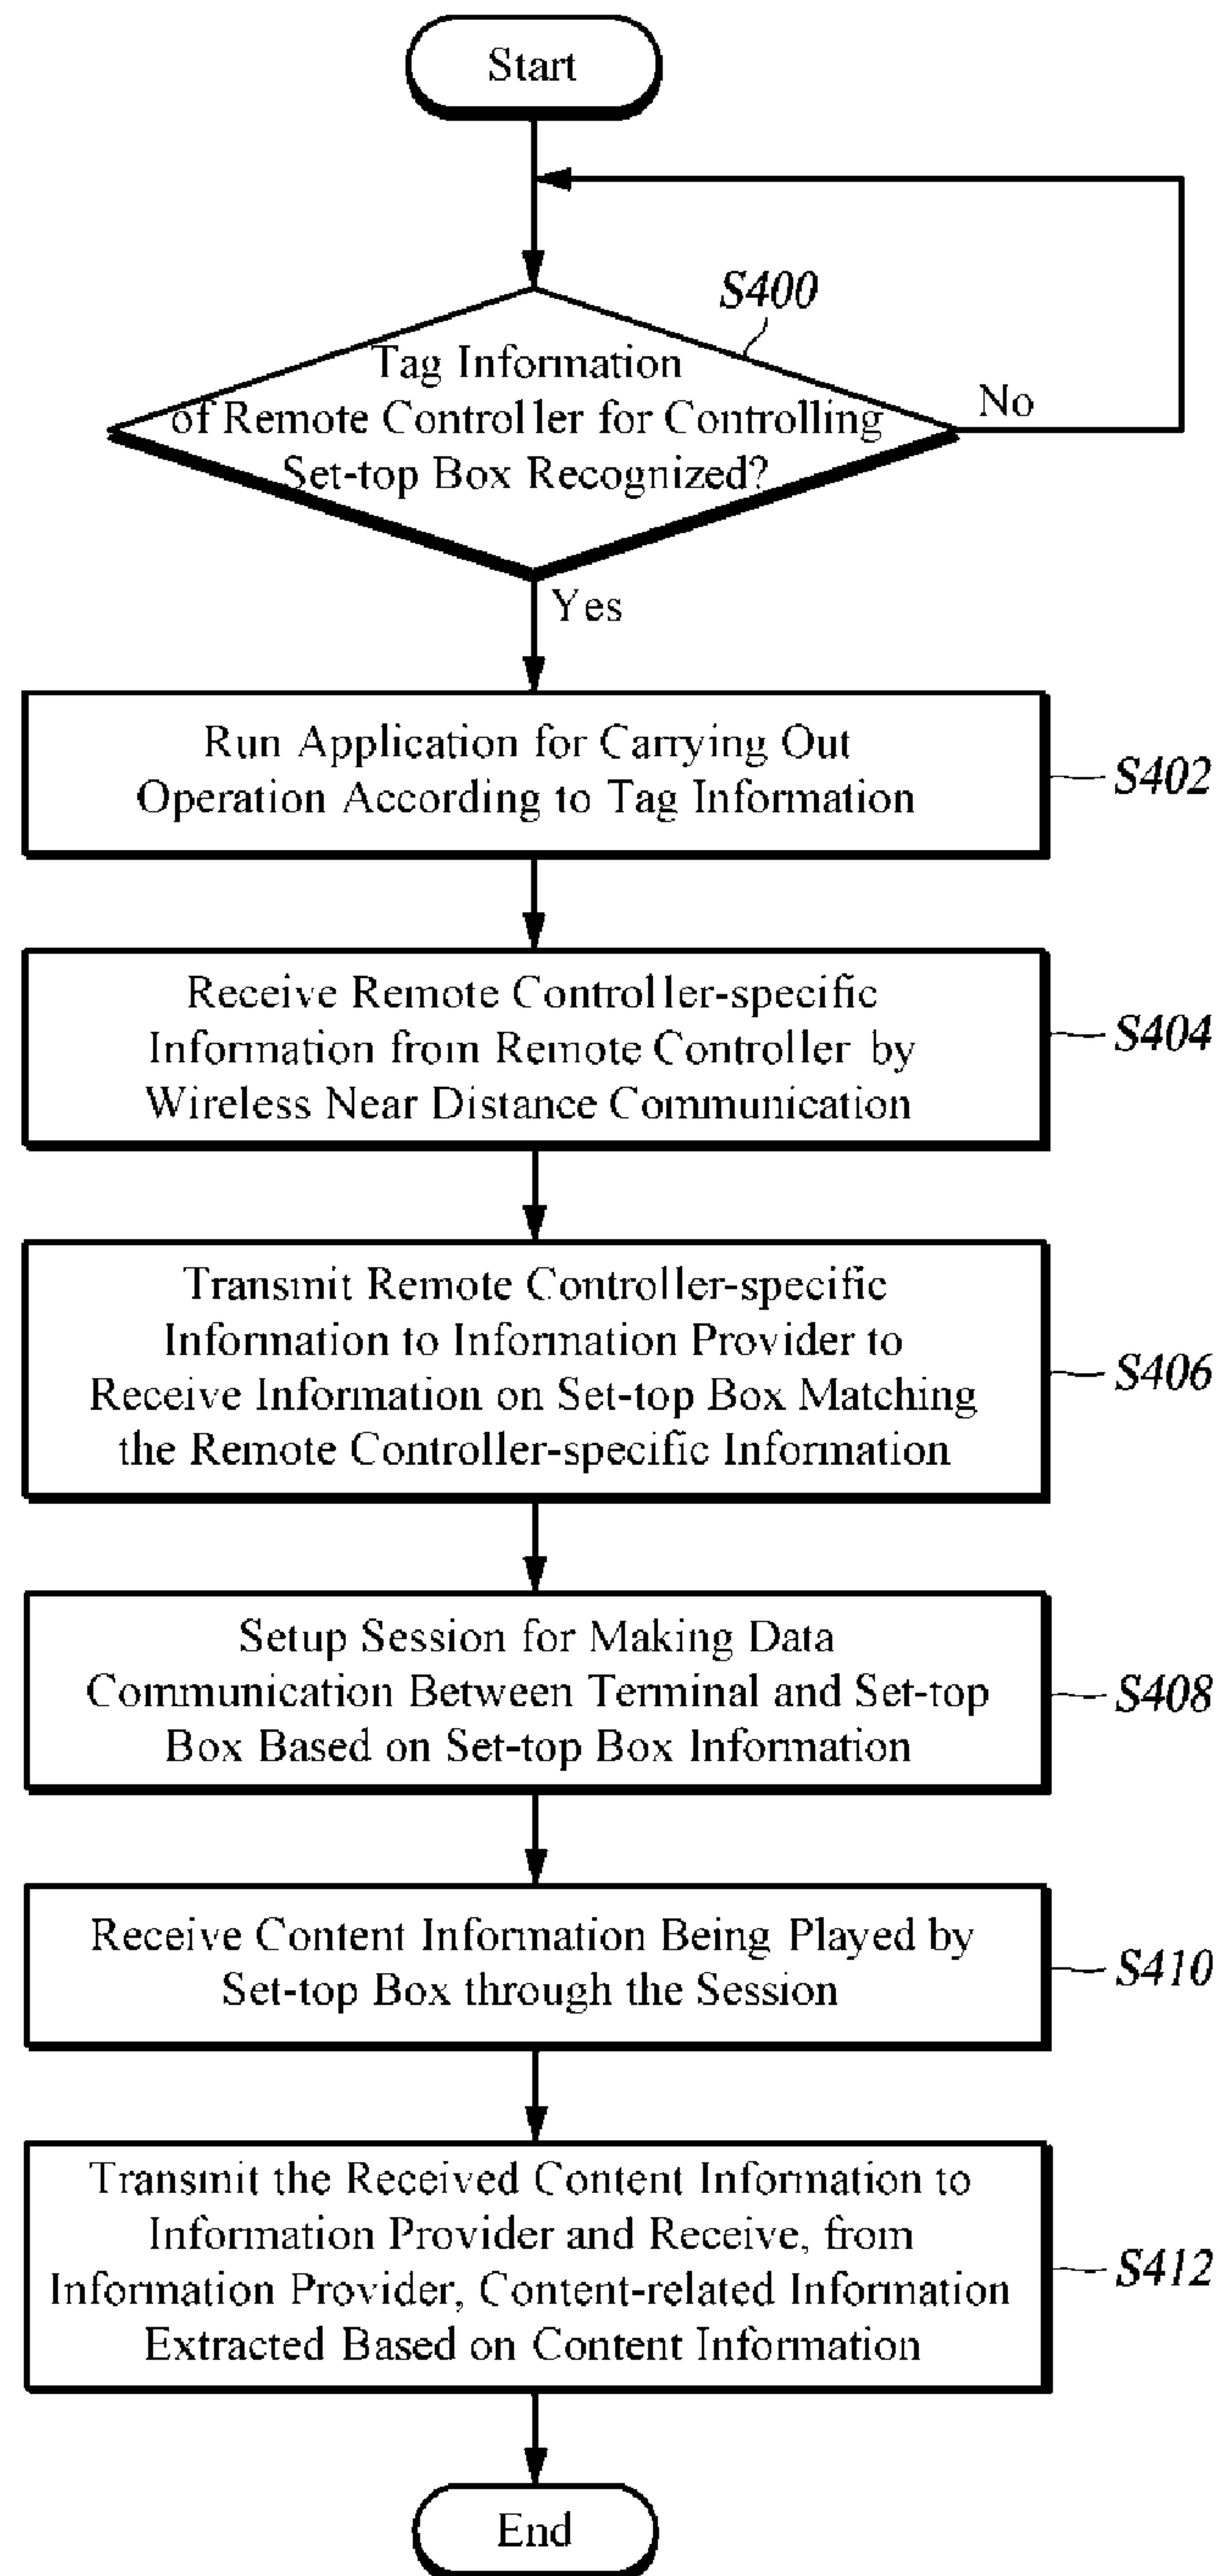 Start
S400
Tag Information
of Remote Controller for Controlling
Set-top Box Recognized?
No
Yes
Run Application for Carrying Out
Operation According to Tag Information
S402
Receive Remote Controller-specific
Information from Remote Controller by
Wireless Near Distance Communication
S404
Transmit Remote Controller-specific
Information to Information Provider to
Receive Information on Set-top Box Matching
the Remote Controller-specific Information
S406
Setup Session for Making Data
Communication Between Terminal and Set-top
Box Based on Set-top Box Information
S408
Receive Content Information Being Played by
Set-top Box through the Session
S410
Transmit the Received Content Information to
Information Provider and Receive, from
Information Provider, Content-related Information
Extracted Based on Content Information
S412
End